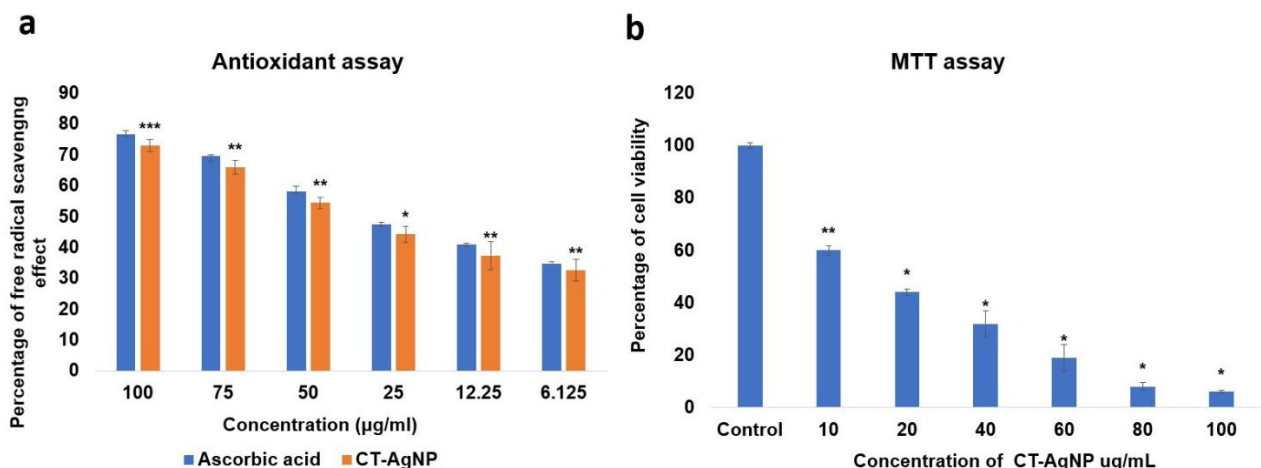 a
Antioxidant assay
Percentage of free radical scavengng
effect
90
80
70
60
50
40
30
20
10
0
***
**
**
*
**
**
100 75 50 25 12.25 6.125
Concentration (µg/ml)
Ascorbic acid CT-AgNP
b
MTT assay
Percentage of cell viability
120
100
80
60
40
20
0
**
*
*
*
*
*
Control 10 20 40 60 80 100
Concentration of CT-AgNP ug/mL